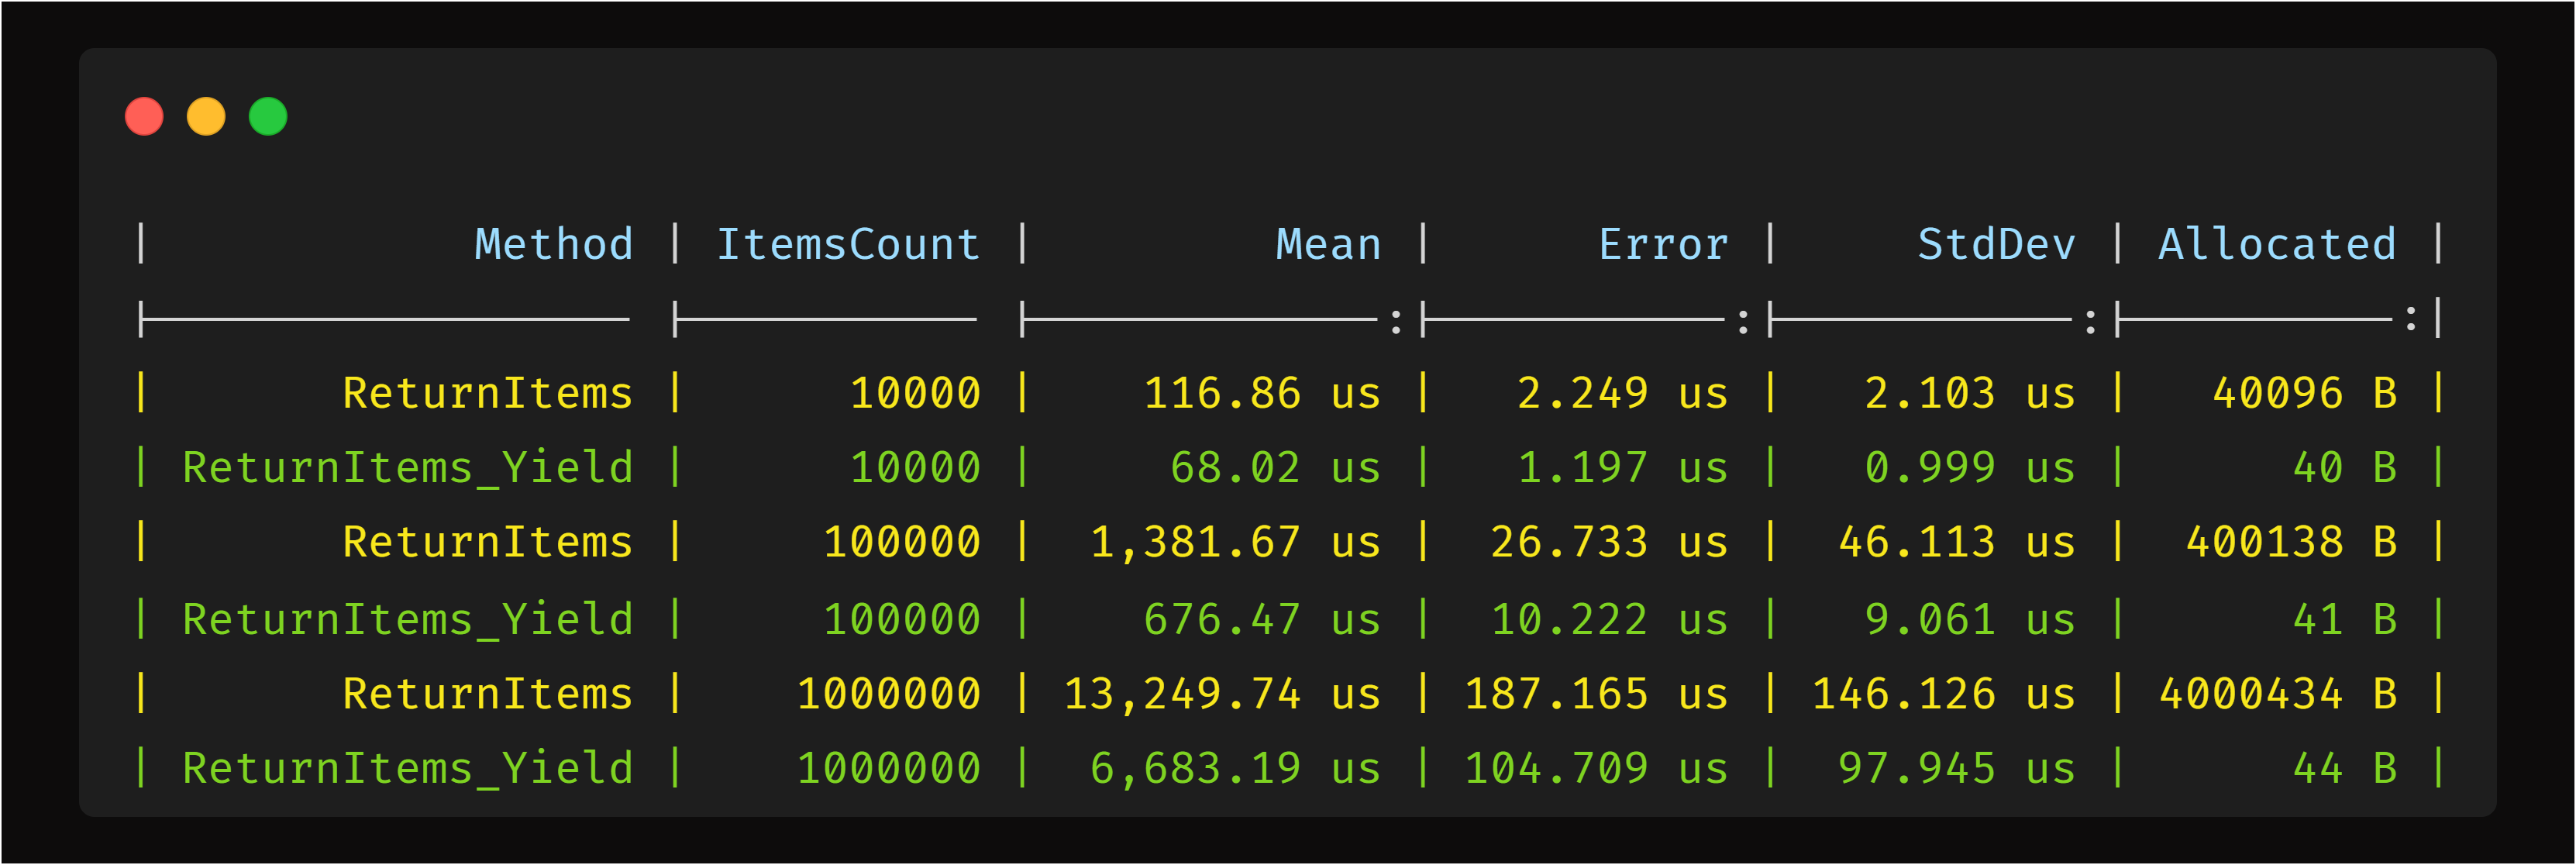 | Method | ItemsCount | Mean | Error | StdDev | Allocated |
|------------------ |----------- |-------------:|-----------:|-----------:|----------:|
| ReturnItems | 10000 | 116.86 us | 2.249 us | 2.103 us | 40096 B |
| ReturnItems_Yield | 10000 | 68.02 us | 1.197 us | 0.999 us | 40 B |
| ReturnItems | 100000 | 1,381.67 us | 26.733 us | 46.113 us | 400138 B |
| ReturnItems_Yield | 100000 | 676.47 us | 10.222 us | 9.061 us | 41 B |
| ReturnItems | 1000000 | 13,249.74 us | 187.165 us | 146.126 us | 4000434 B |
| ReturnItems_Yield | 1000000 | 6,683.19 us | 104.709 us | 97.945 us | 44 B |